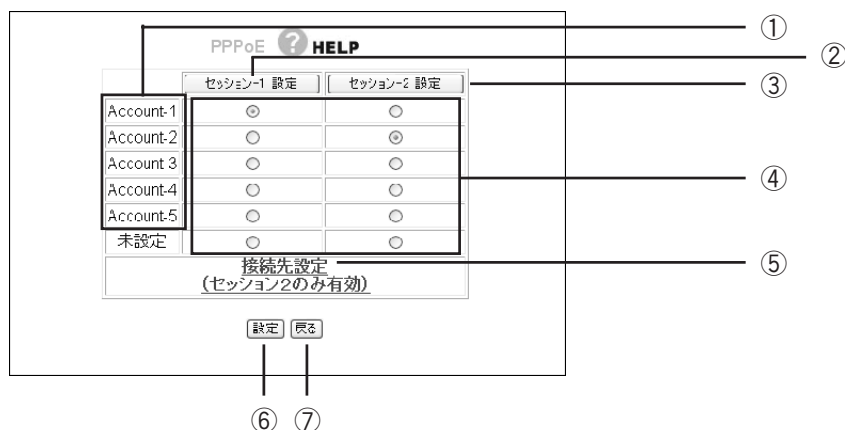 ①
PPPoE ? HELP
②
セッション-1 設定 セッション-2 設定
③
Account-1
Account-2
Account 3
④
Account-4
Account-5
未設定
接続先設定
⑤
(セッション2のみ有効)
設定 戻る
⑥ ⑦